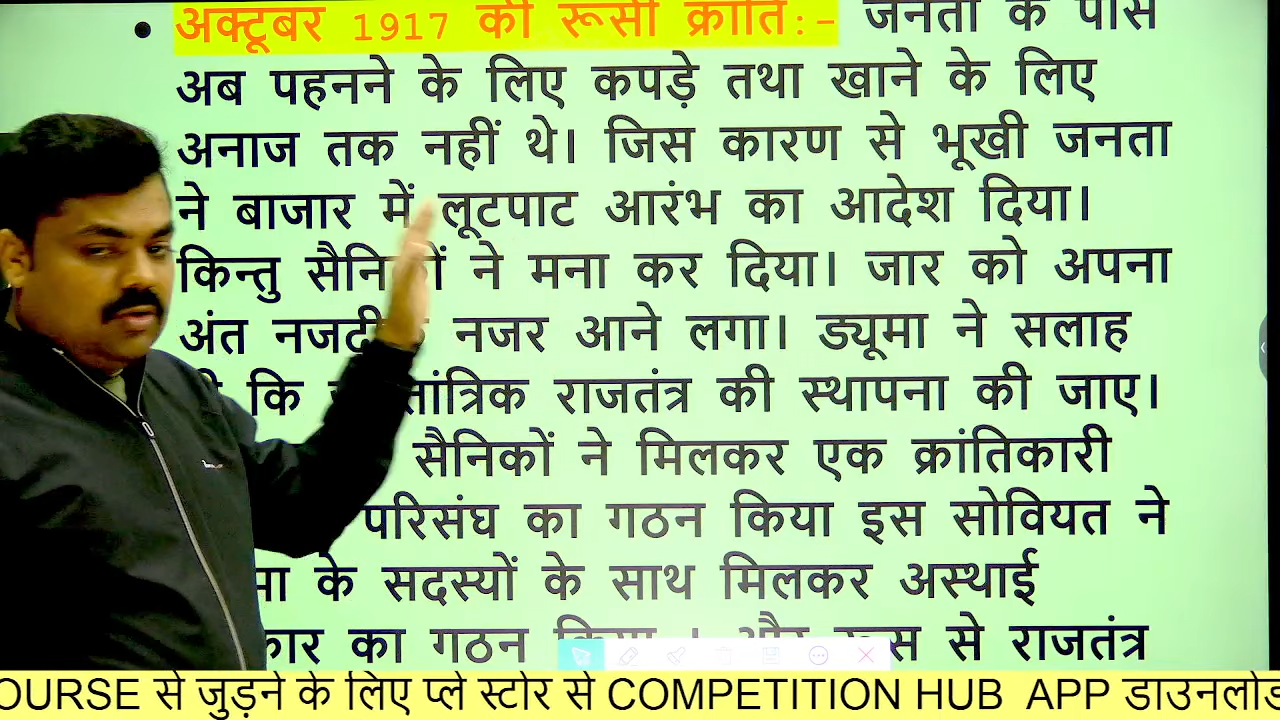 अक्टूबर 1917 की रूसी क्रांति:- जनता के पास
अब पहनने के लिए कपड़े तथा खाने के लिए
अनाज तक नहीं थे। जिस कारण से भूखी जनता
ने बाजार में लूटपाट आरंभ का आदेश दिया।
किन्तु सैनिकों ने मना कर दिया। जार को अपना
अंत नजर आने लगा। ड्यूमा ने सलाह
कि राजतंत्र की स्थापना की जाए।
सैनिकों ने मिलकर एक क्रांतिकारी
परिसंघ का गठन किया इस सोवियत ने
के सदस्यों के साथ मिलकर अस्थाई
का गठन किया । और रूस से राजतंत्र
OURSE से जुड़ने के लिए प्ले स्टोर से COMPETITION HUB APP डाउनलोड